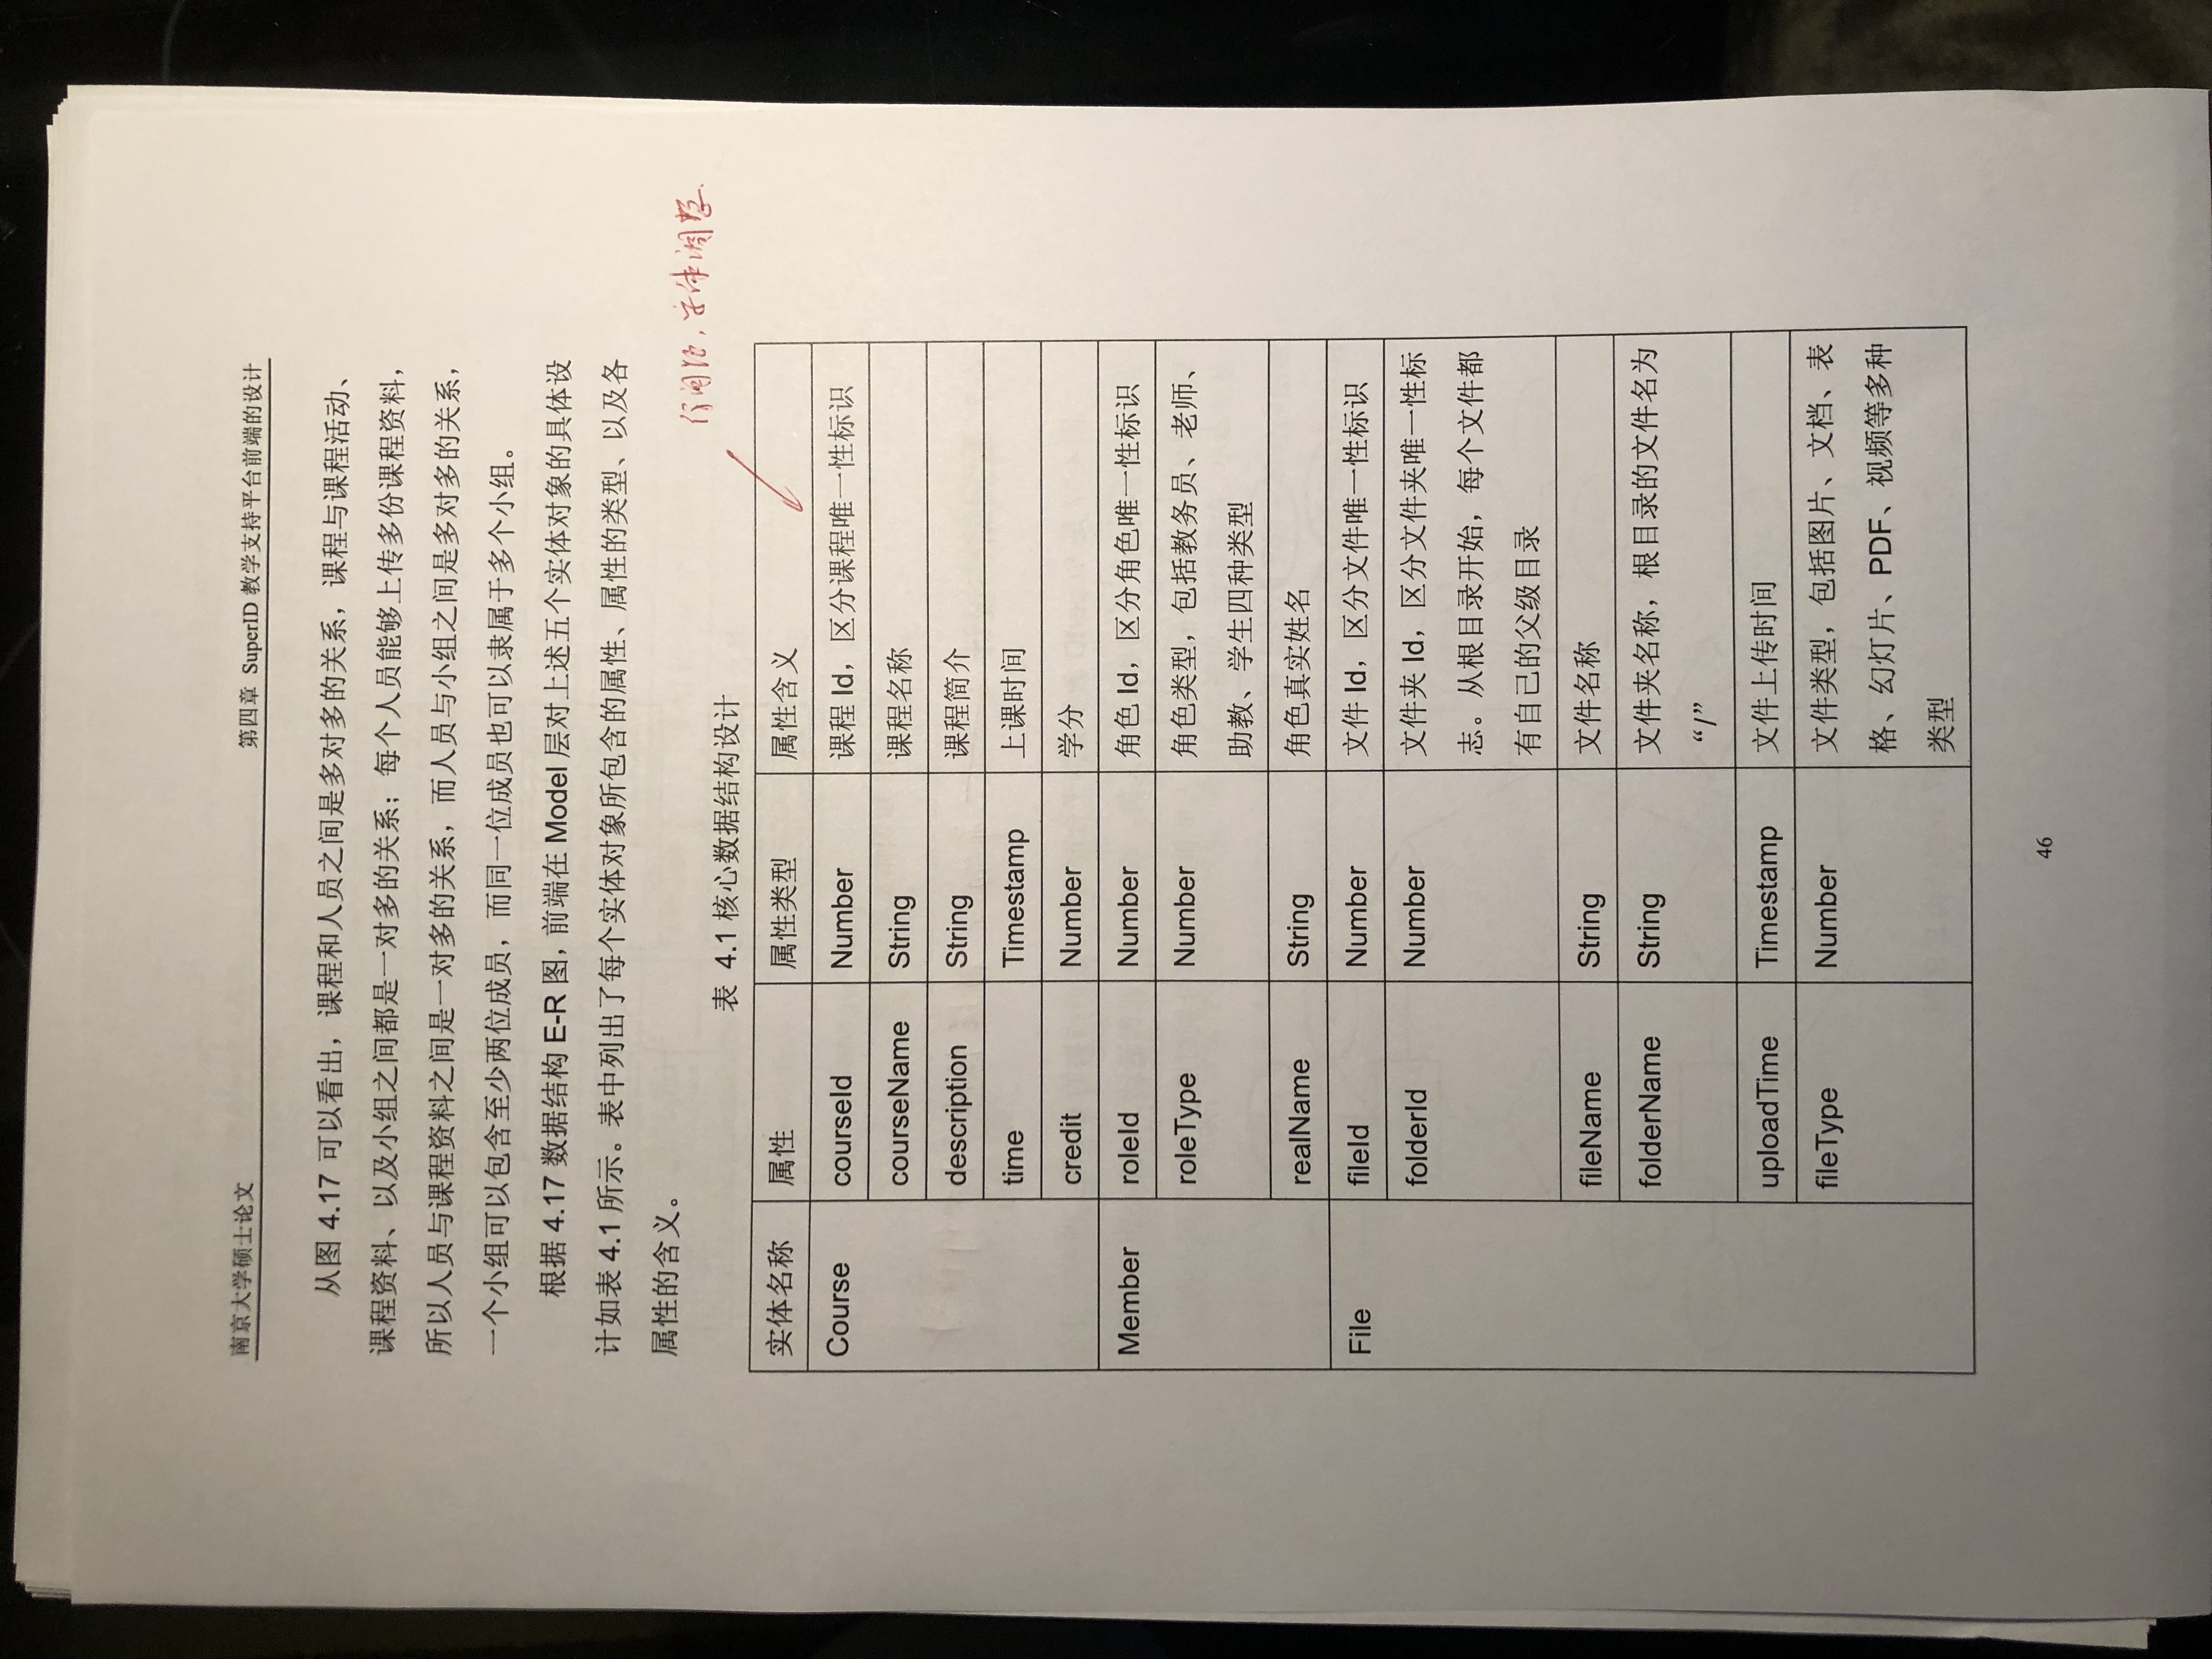 南京大学硕士论文 第四章 SuperID 教学支持平台前端的设计
从图 4.17 可以看出，课程和人员之间是多对多的关系，课程与课程活动、
课程资料、以及小组之间都是一对多的关系；每个人员能够上传多份课程资料，
所以人员与课程资料之间是一对多的关系，而人员与小组之间是多对多的关系，
一个小组可以包含至少两位成员，而同一位成员也可以隶属于多个小组。
根据 4.17 数据结构 E-R 图，前端在 Model 层对上述五个实体对象的具体设
计如表 4.1 所示。表中列出了每个实体对象所包含的属性、属性的类型、以及各
属性的含义。
行间距，字体调整.
表 4.1 核心数据结构设计
实体名称 属性 属性类型 属性含义
Course courseId Number 课程 Id，区分课程唯一性标识
courseName String 课程名称
description String 课程简介
time Timestamp 上课时间
credit Number 学分
Member roleId Number 角色 Id，区分角色唯一性标识
roleType Number 角色类型，包括教务员、老师、
助教、学生四种类型
realName String 角色真实姓名
File fileId Number 文件 Id，区分文件唯一性标识
folderId Number 文件夹 Id，区分文件夹唯一性标
志。从根目录开始，每个文件都
有自己的父级目录
fileName String 文件名称
folderName String 文件夹名称，根目录的文件名为
“/”
uploadTime Timestamp 文件上传时间
fileType Number 文件类型，包括图片、文档、表
格、幻灯片、PDF、视频等多种
类型
46